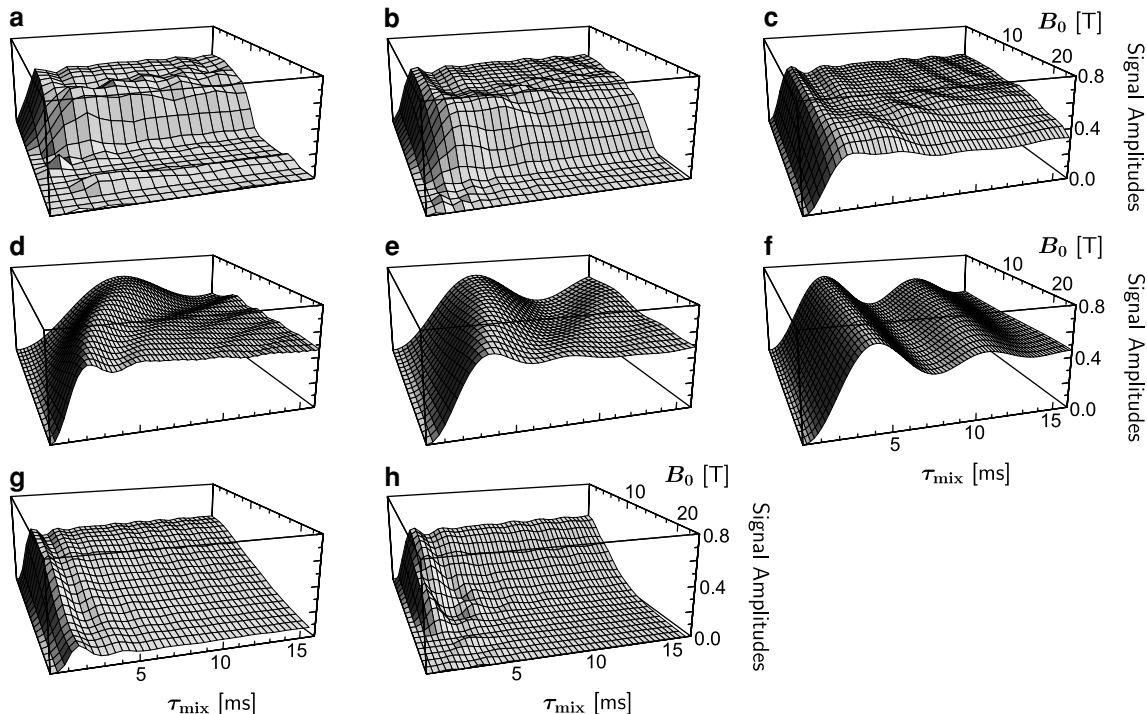 a
b
c
B₀ [T]
10
20
0.8
0.4
0.0
Signal Amplitudes
d
e
f
B₀ [T]
10
20
0.8
0.4
0.0
Signal Amplitudes
5
10
15
τmix [ms]
g
h
B₀ [T]
10
20
0.8
0.4
0.0
Signal Amplitudes
5
10
15
5
10
15
τmix [ms]
τmix [ms]